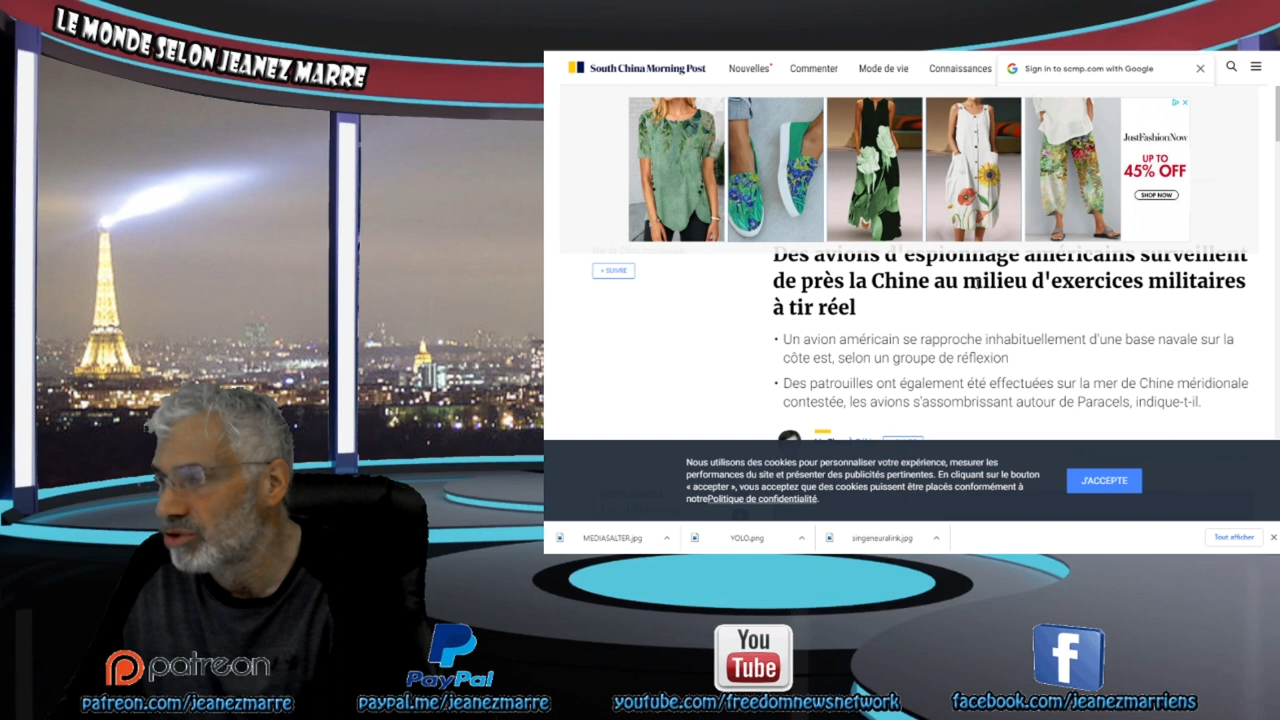 LE MONDE SELON JEANEZ MARRE
South China Morning Post
Nouvelles
Commenter
Mode de vie
Connaissances
Sign in to scmp.com with Google
JustFashionNow
UP TO
45% OFF
SHOP NOW
+ SUIVRE
Des avions d'espionnage américains surveillent
de près la Chine au milieu d'exercices militaires
à tir réel
• Un avion américain se rapproche inhabituellement d'une base navale sur la
côte est, selon un groupe de réflexion
• Des patrouilles ont également été effectuées sur la mer de Chine méridionale
contestée, les avions s'assombrissant autour de Paracels, indique-t-il.
Nous utilisons des cookies pour personnaliser votre expérience, mesurer les
performances du site et présenter des publicités pertinentes. En cliquant sur le bouton
« accepter », vous acceptez que des cookies puissent être placés conformément à
notrePolitique de confidentialité.
J'ACCEPTE
MEDIASALTER.jpg
YOLO.png
singeneuralink.jpg
Tout afficher
patreon
PayPal
You
Tube
f
patreon.com/jeanezmarre
paypal.me/jeanezmarre
youtube.com/freedomnewsnetwork
facebook.com/jeanezmarriens